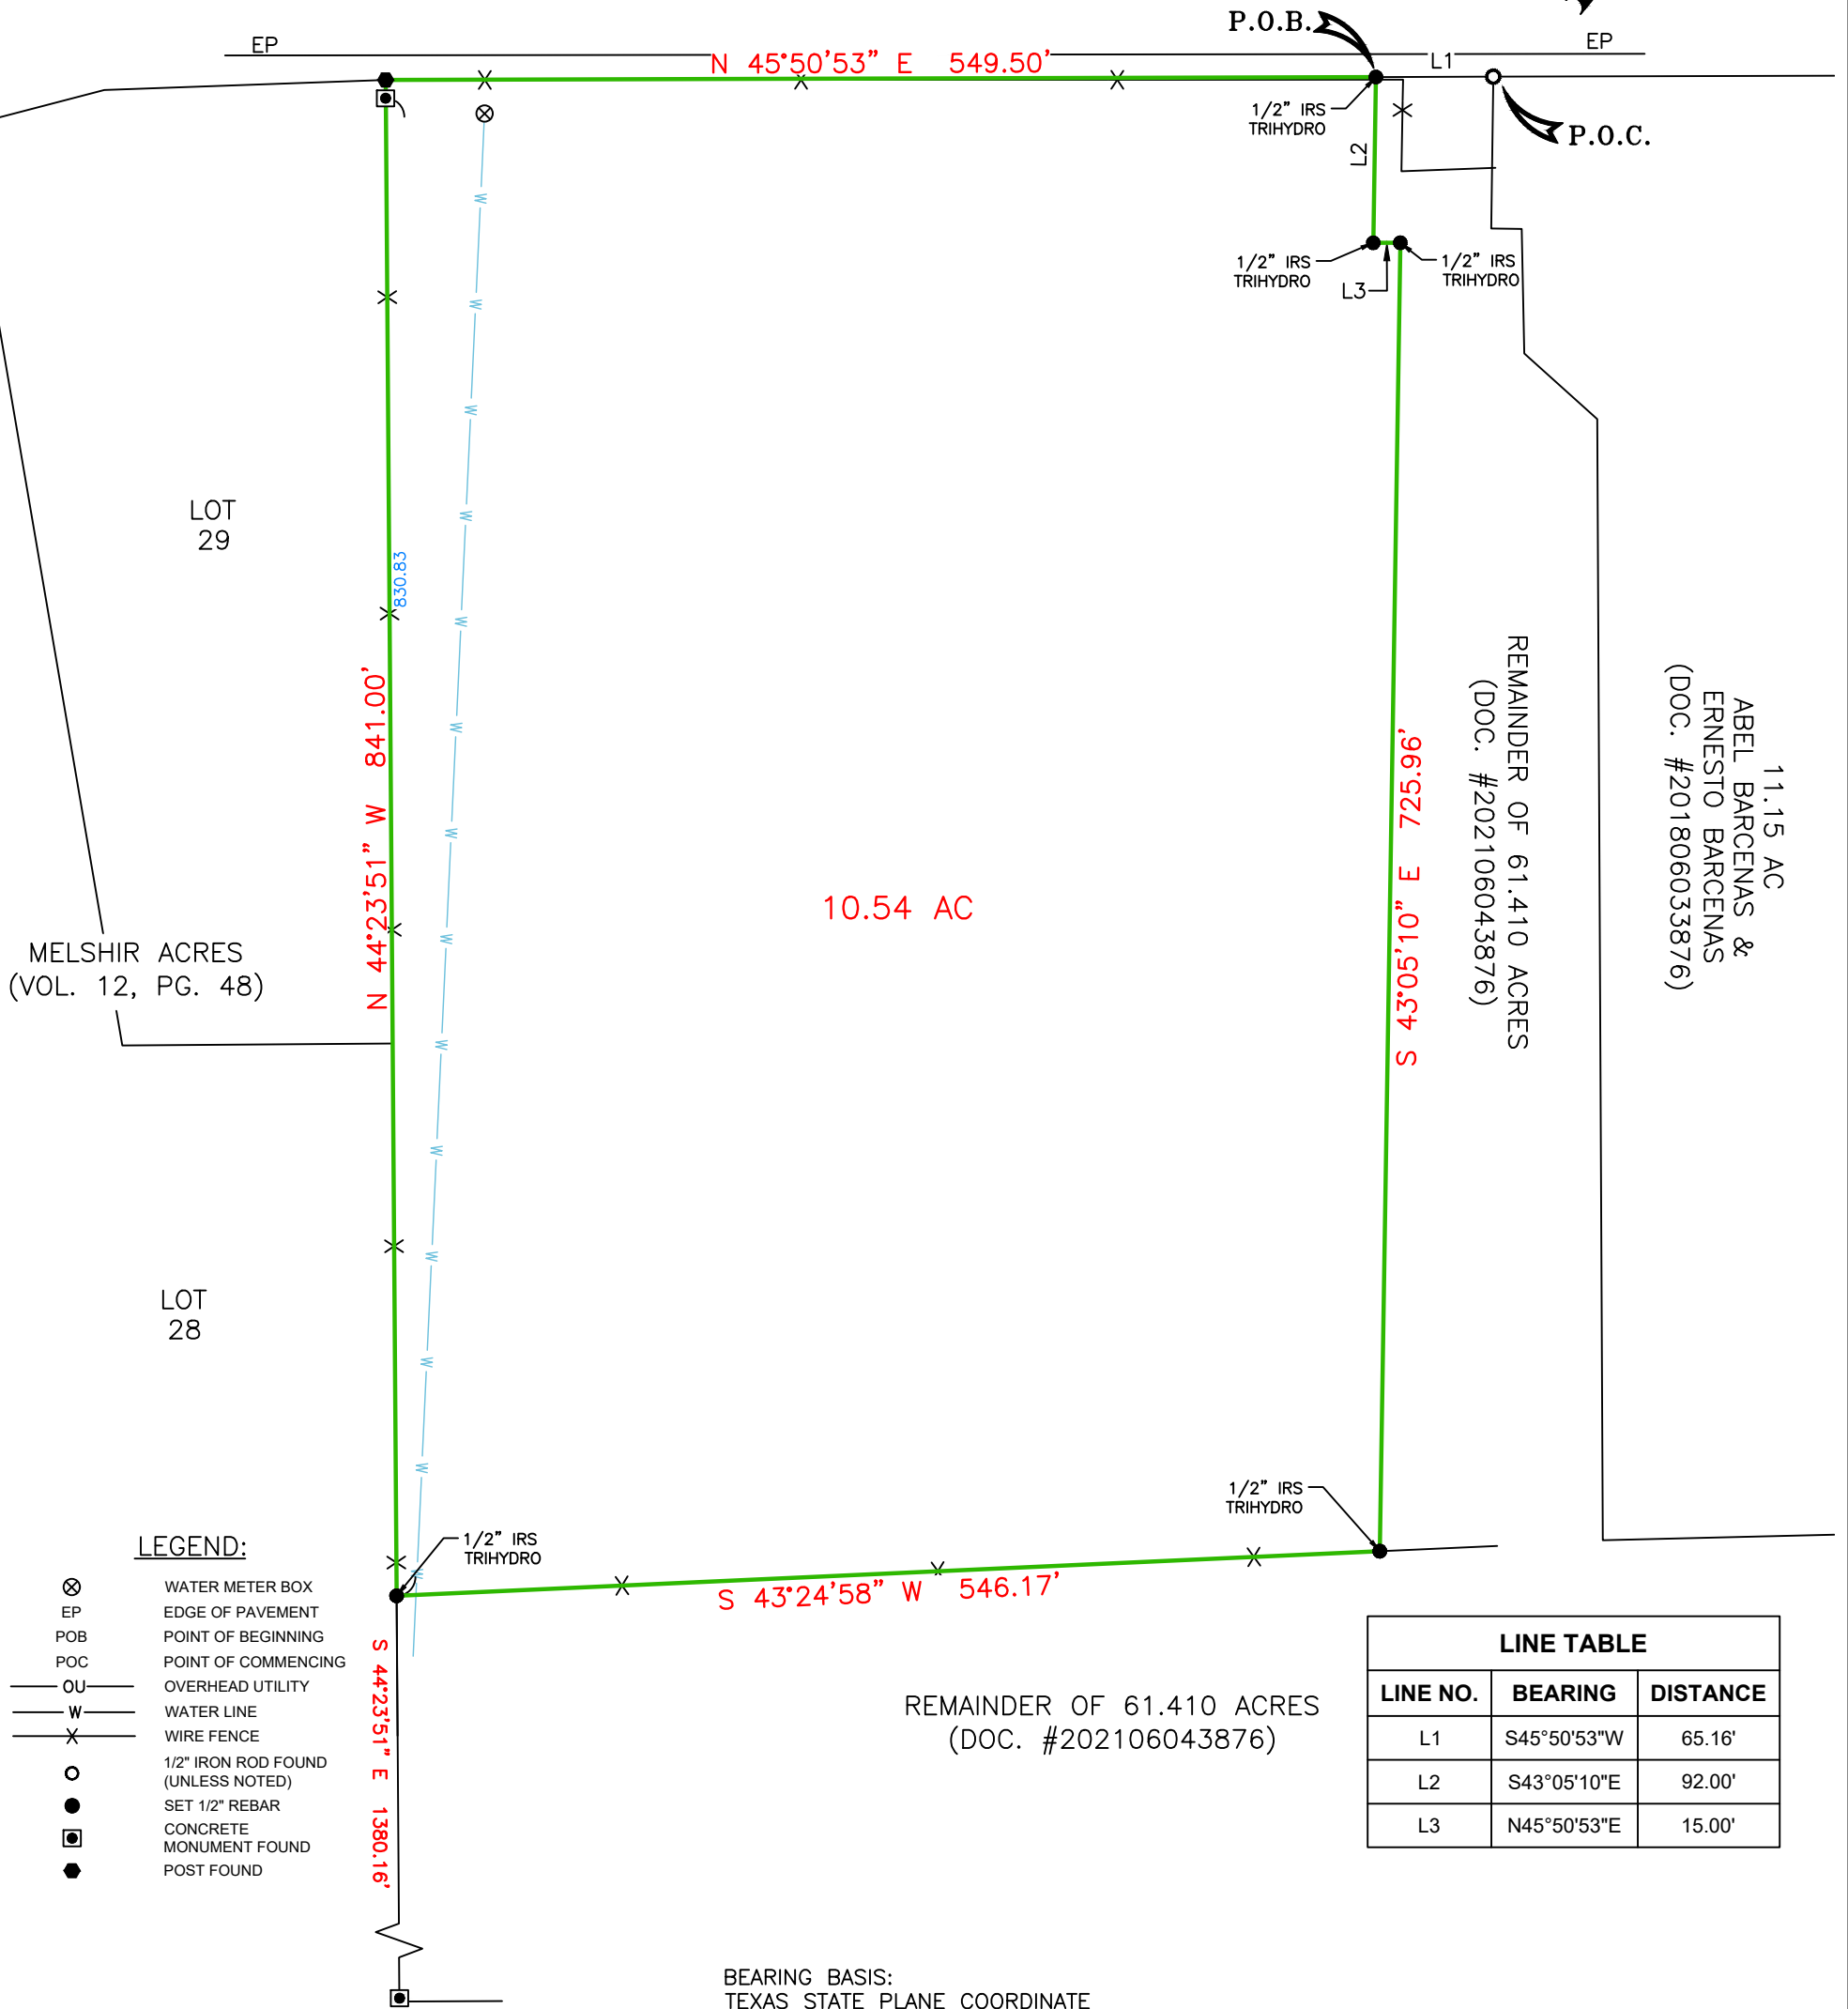 P.O.B.
EP
N 45°50'53" E 549.50'
L1
EP
1/2" IRS
TRIHYDRO
P.O.C.
L2
1/2" IRS
TRIHYDRO
L3
1/2" IRS
TRIHYDRO
LOT
29
830.83
N 44°23'51" W 841.00'
S 43°05'10" E 725.96'
REMAINDER OF 61.410 ACRES
(DOC. #202106043876)
11.15 AC
ABEL BARCENAS &
ERNESTO BARCENAS
(DOC. #201806033876)
10.54 AC
MELSHIR ACRES
(VOL. 12, PG. 48)
W
W
W
W
W
W
W
W
W
W
W
W
W
W
LOT
28
1/2" IRS
TRIHYDRO
1/2" IRS
TRIHYDRO
S 43°24'58" W 546.17'
S 44°23'51" E 1380.16'
LEGEND:
WATER METER BOX
EP EDGE OF PAVEMENT
POB POINT OF BEGINNING
POC POINT OF COMMENCING
OU OVERHEAD UTILITY
W WATER LINE
X WIRE FENCE
1/2" IRON ROD FOUND
(UNLESS NOTED)
SET 1/2" REBAR
CONCRETE
MONUMENT FOUND
POST FOUND
REMAINDER OF 61.410 ACRES
(DOC. #202106043876)
LINE TABLE
LINE NO. BEARING DISTANCE
L1 S45°50'53"W 65.16'
L2 S43°05'10"E 92.00'
L3 N45°50'53"E 15.00'
BEARING BASIS:
TEXAS STATE PLANE COORDINATE